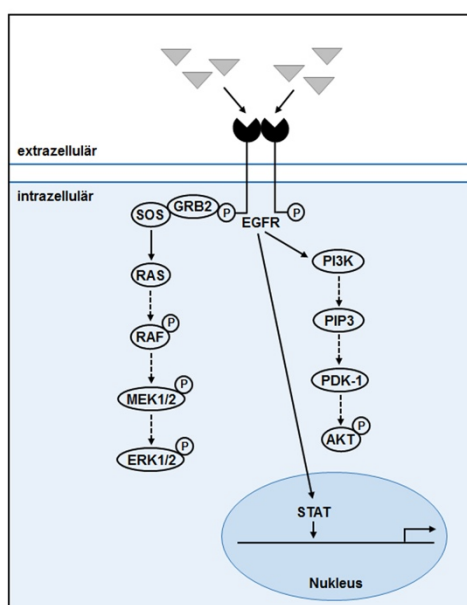 extrazellulär
intrazellulär
SOS
GRB2
P
EGFR
P
RAS
RAF
P
MEK1/2
P
ERK1/2
P
PI3K
PIP3
PDK-1
AKT
P
STAT
Nukleus